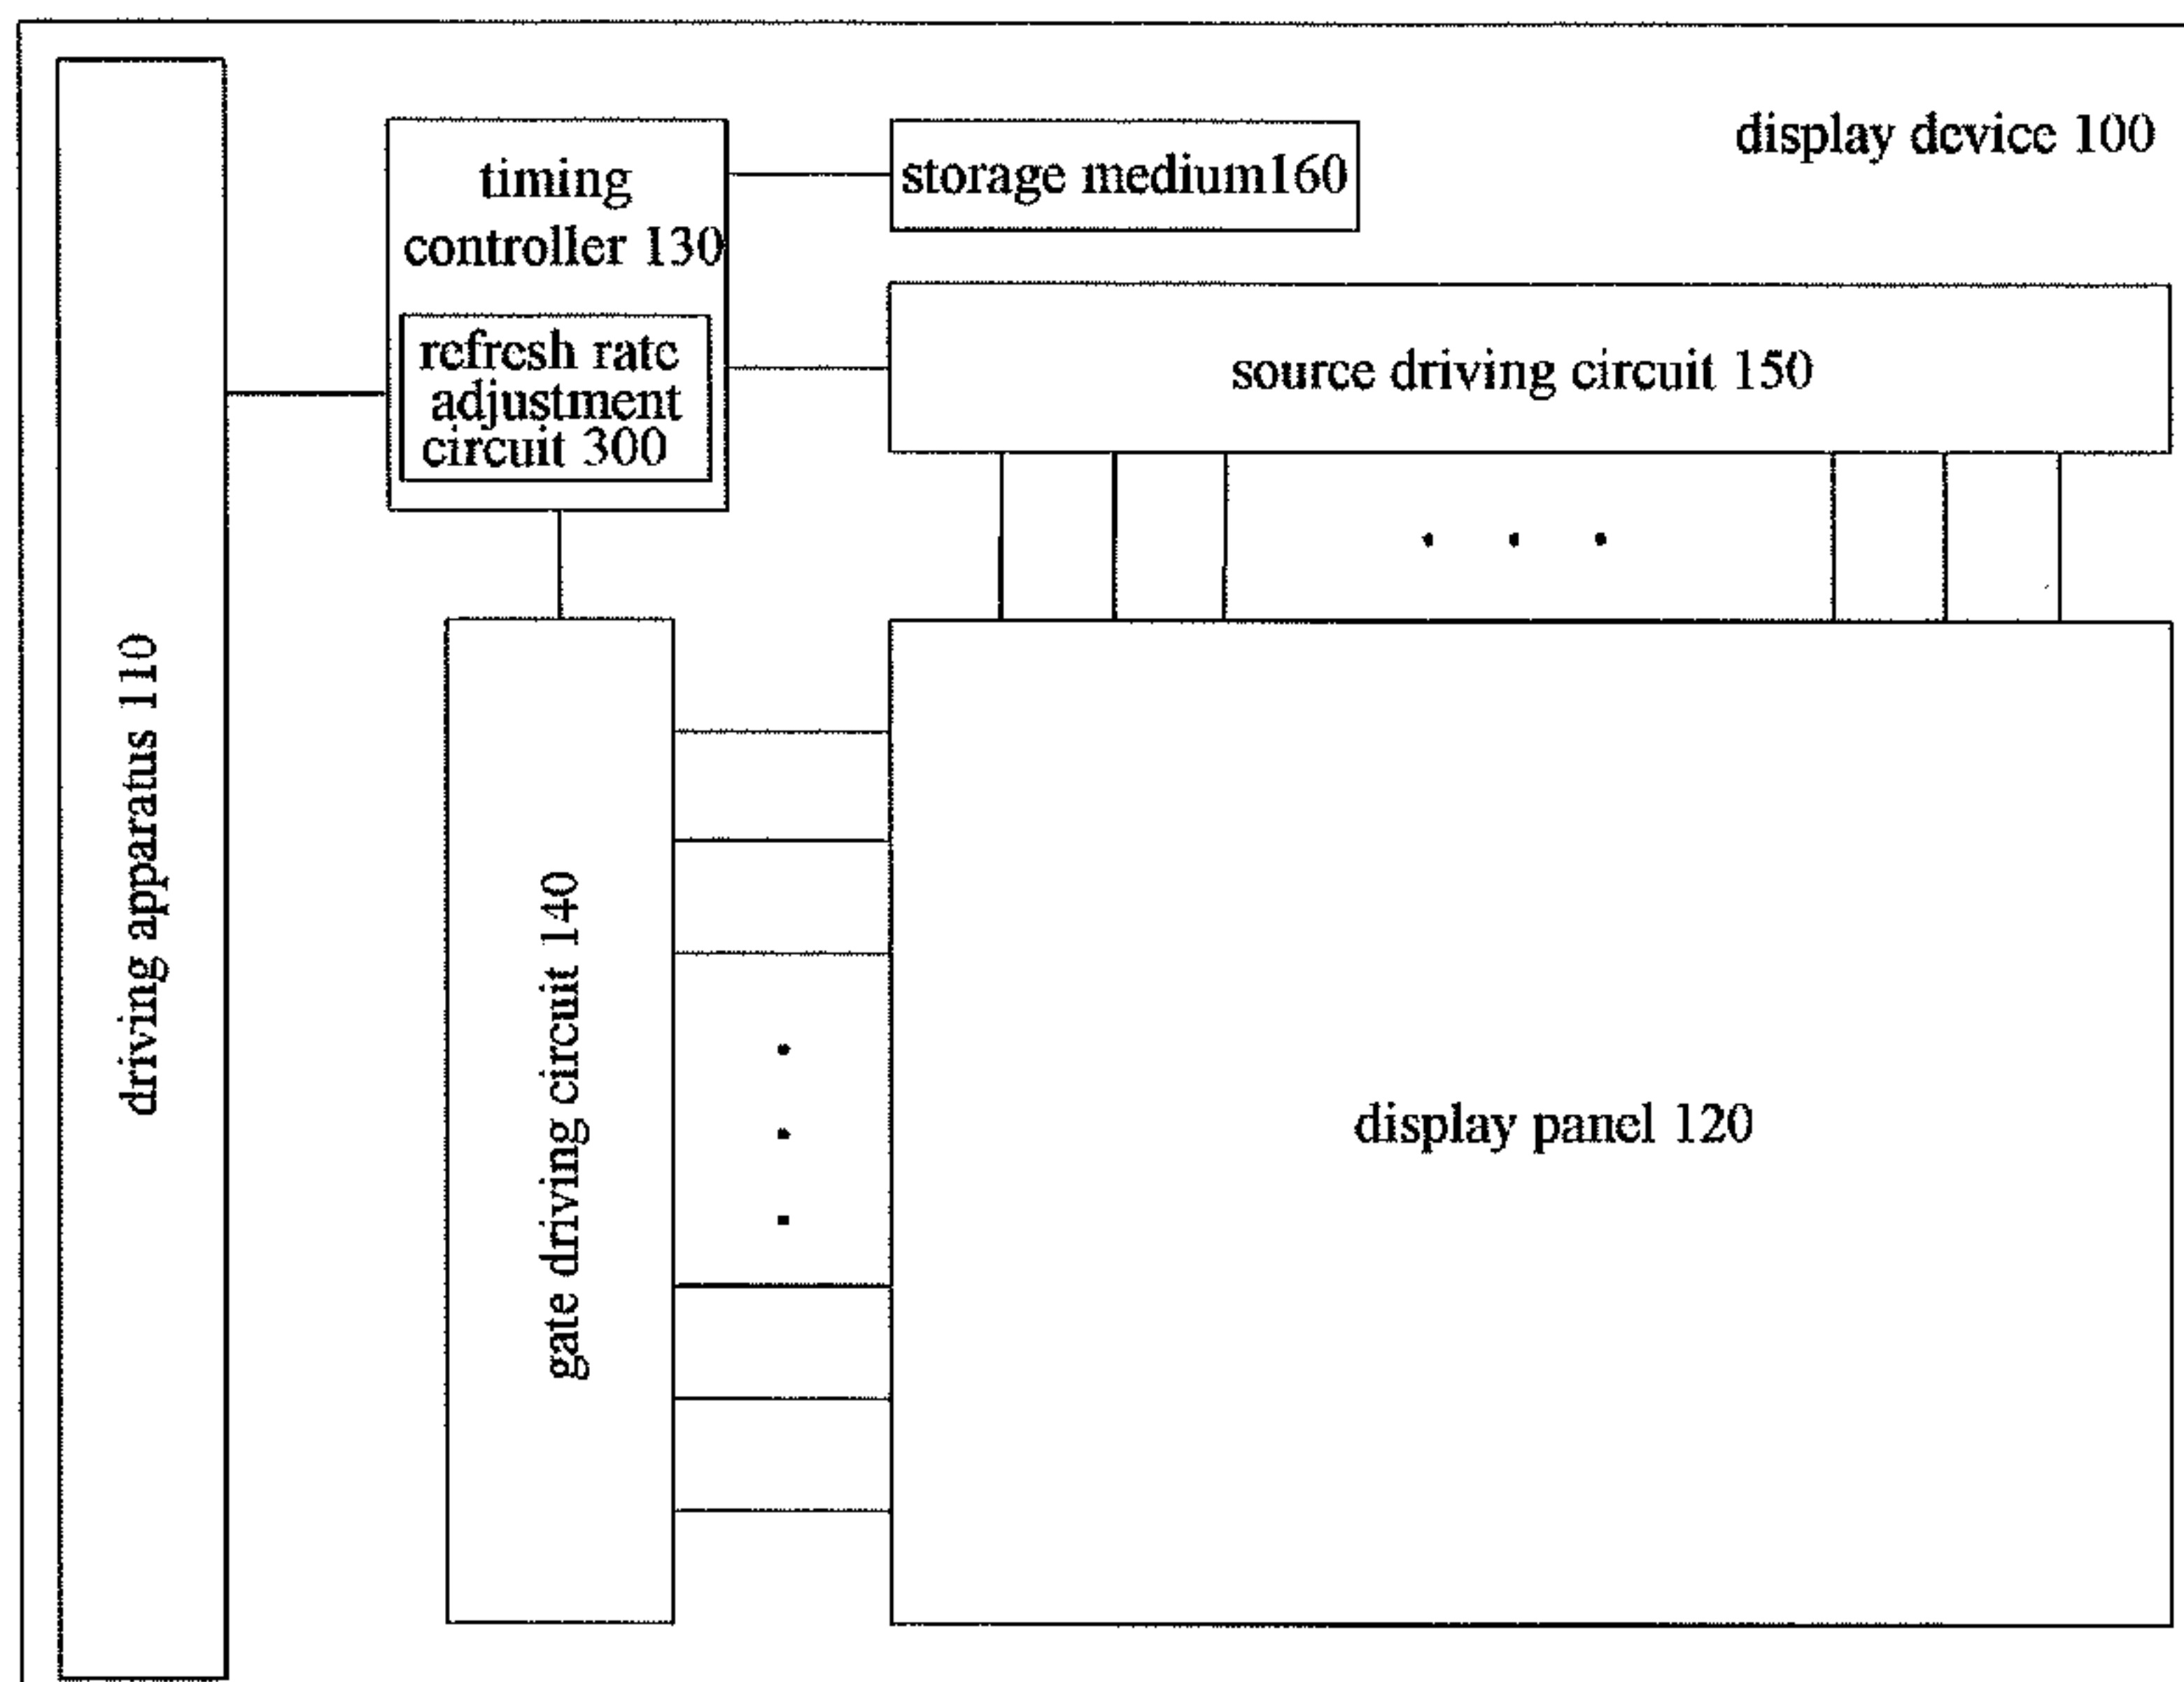 display device 100
timing
controller 130
storage medium160
refresh rate
adjustment
circuit 300
source driving circuit 150
driving apparatus 110
gate driving circuit 140
display panel 120